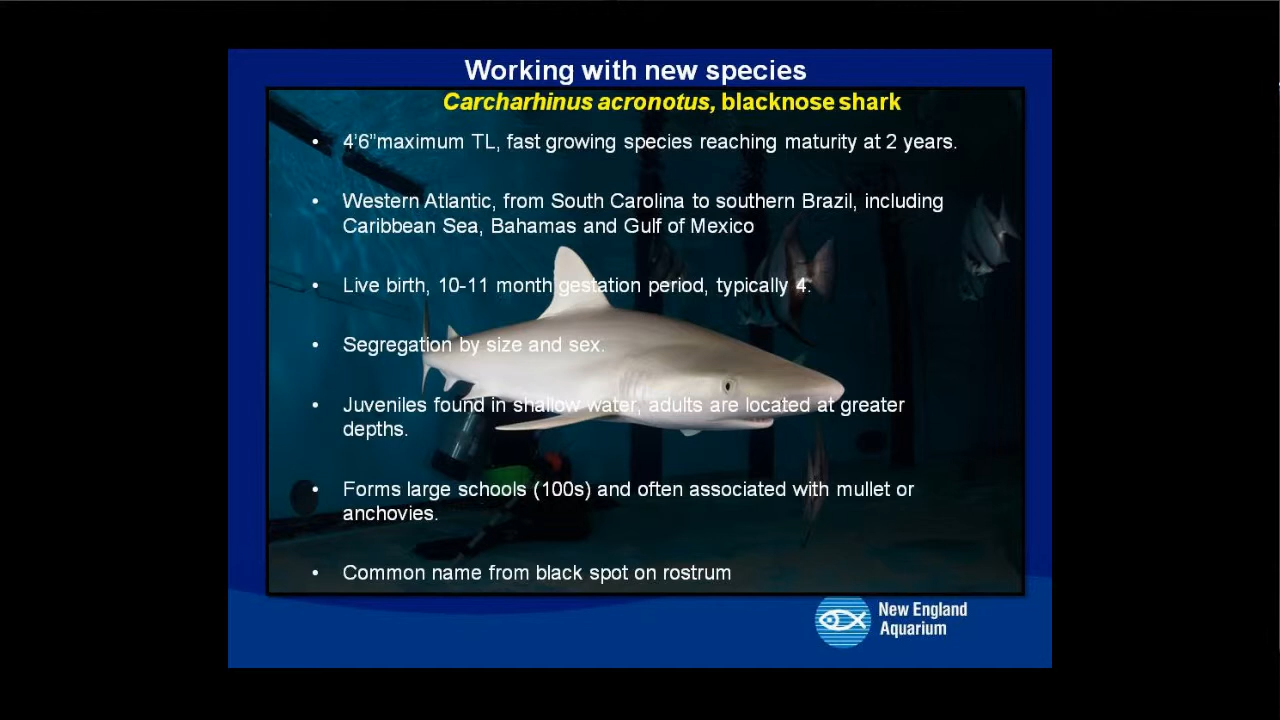 Working with new species
Carcharhinus acronotus, blacknose shark
• 4'6”maximum TL, fast growing species reaching maturity at 2 years.
• Western Atlantic, from South Carolina to southern Brazil, including
Caribbean Sea, Bahamas and Gulf of Mexico
• Live birth, 10-11 month gestation period, typically 4.
• Segregation by size and sex.
• Juveniles found in shallow water, adults are located at greater
depths.
• Forms large schools (100s) and often associated with mullet or
anchovies.
• Common name from black spot on rostrum
New England
Aquarium